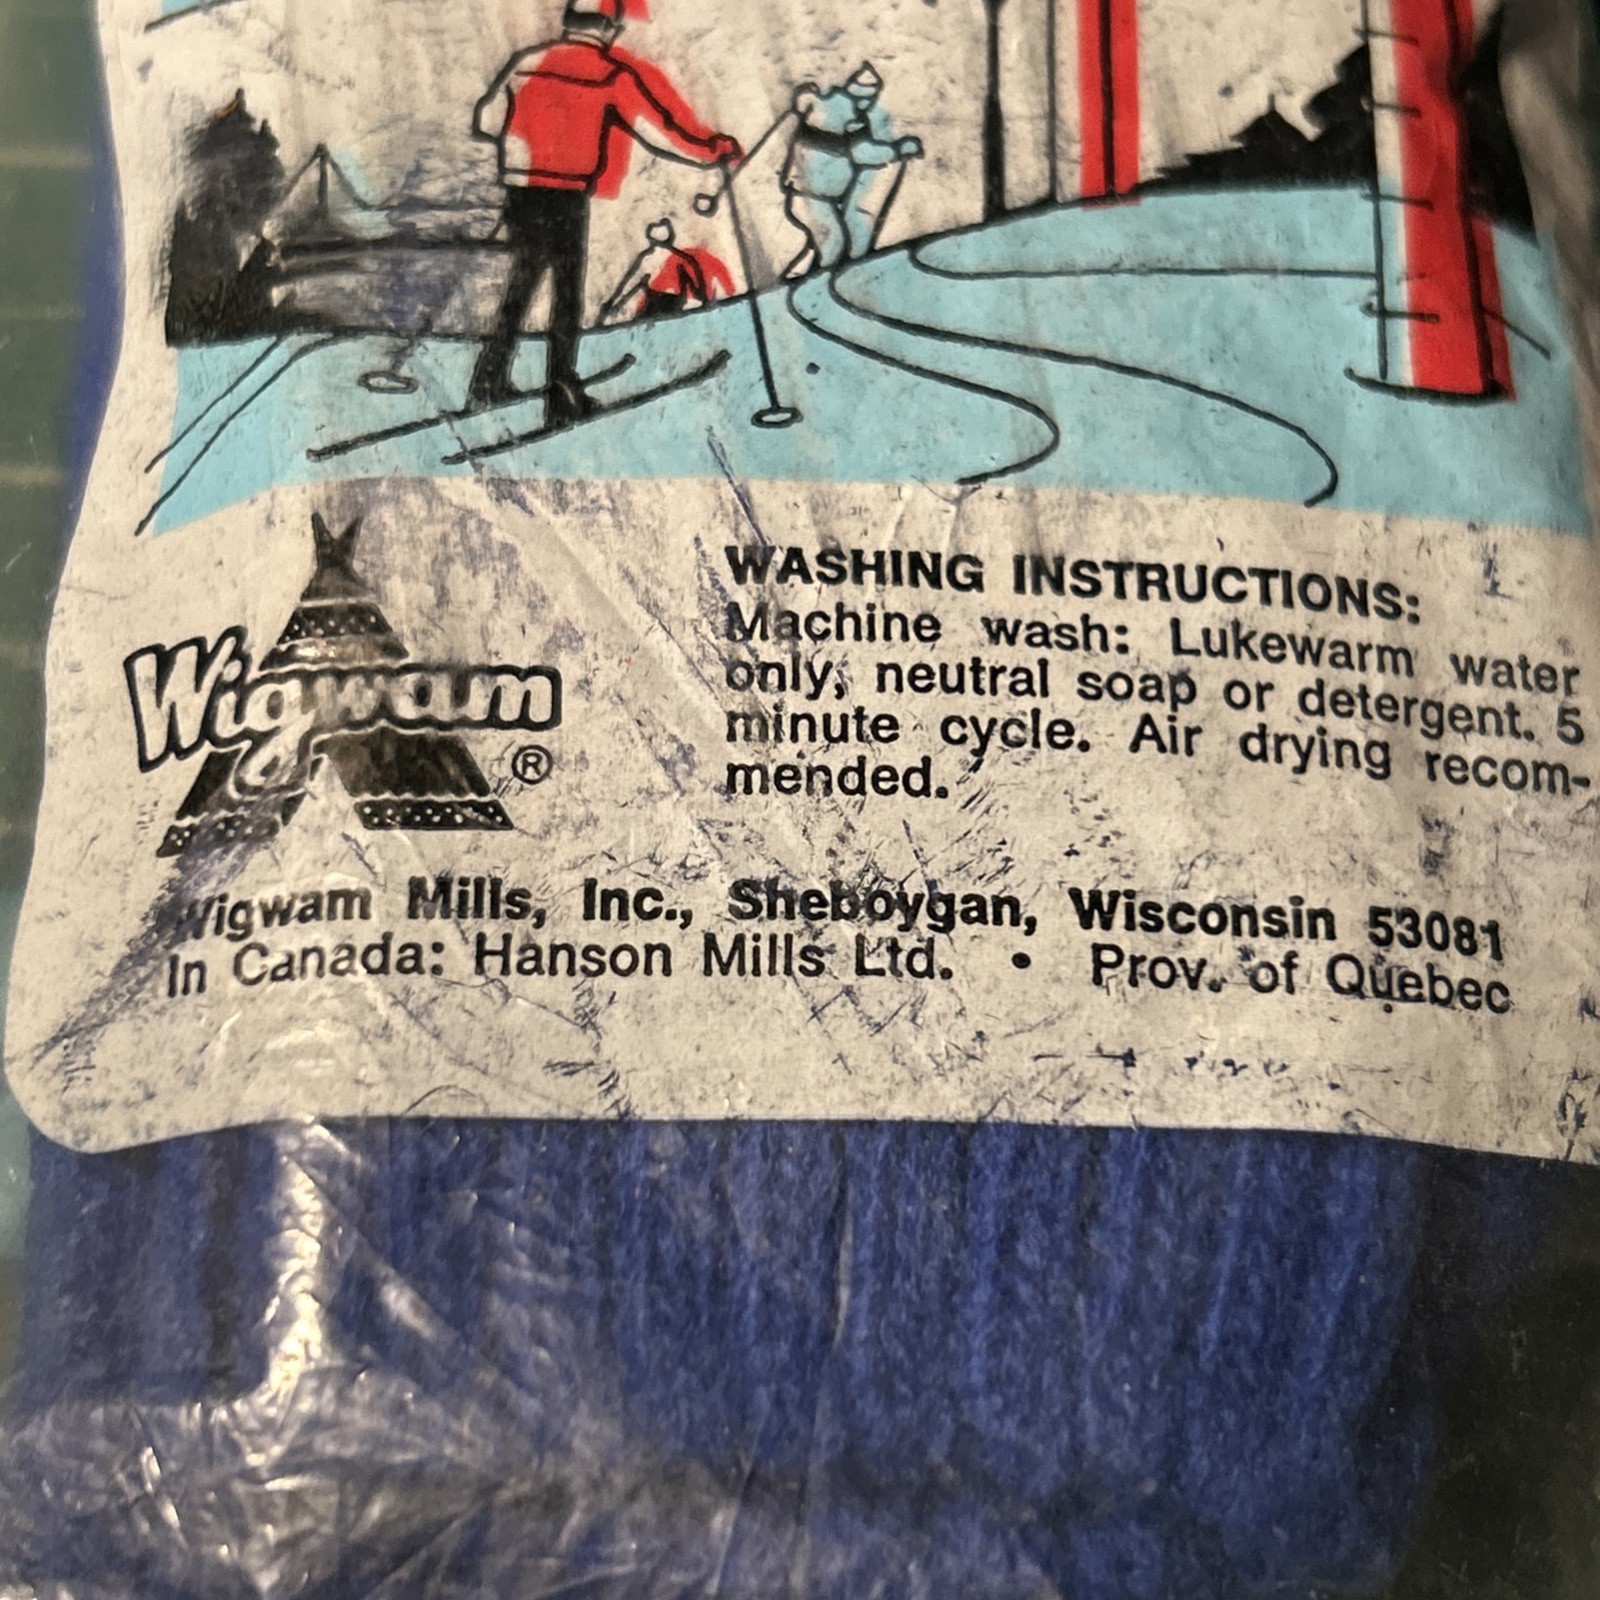 WASHING INSTRUCTIONS:
Machine wash: Lukewarm water
only, neutral soap or detergent. 5
minute cycle. Air drying recom-
mended.
Wigwam
®
Wigwam Mills, Inc., Sheboygan, Wisconsin 53081
In Canada: Hanson Mills Ltd. • Prov. of Quebec